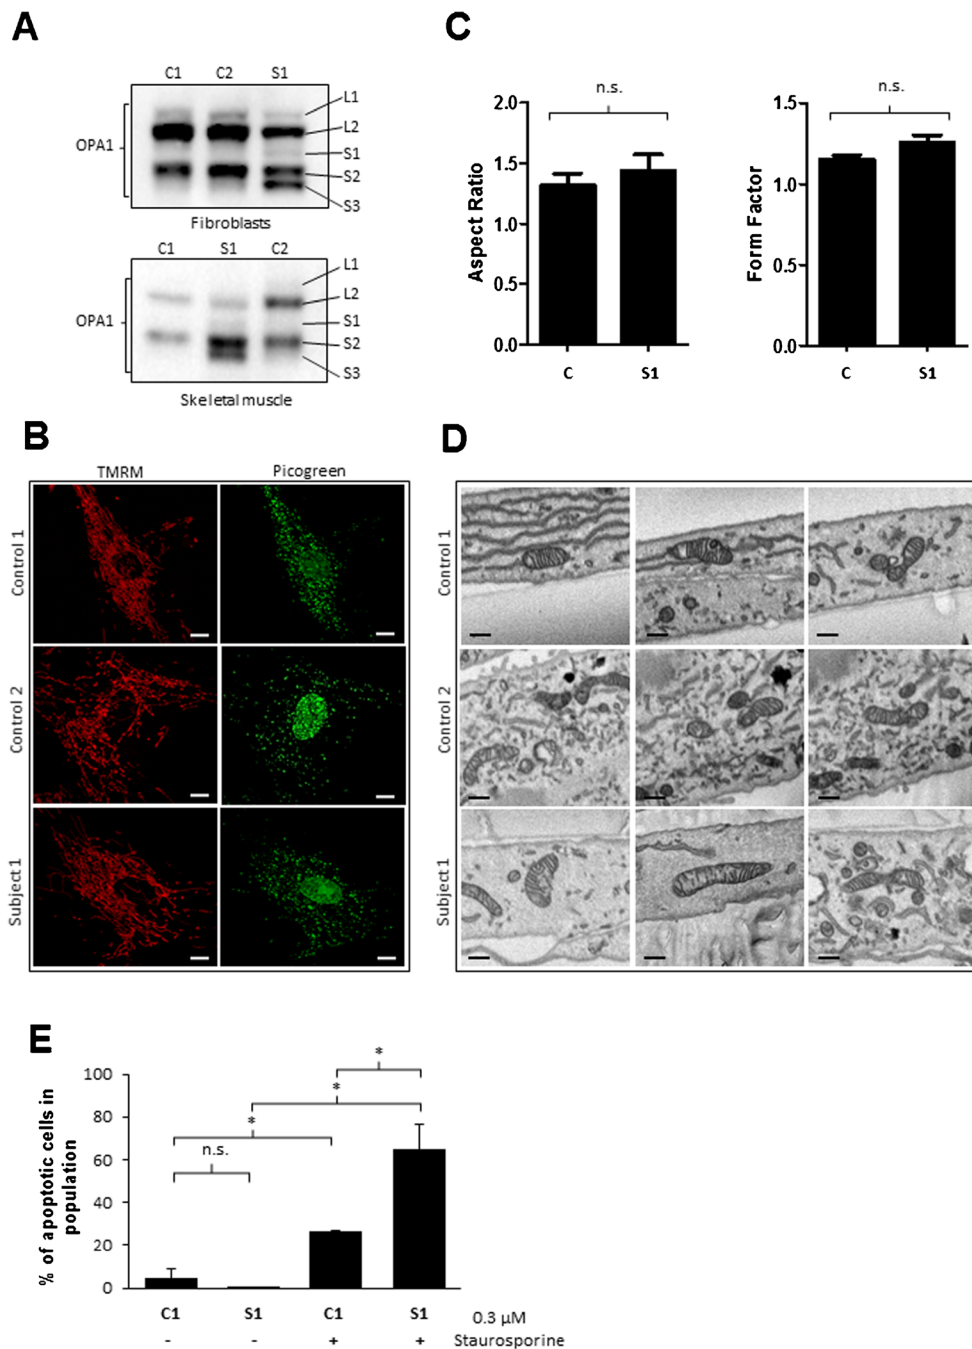 A
C1 C2 S1
OPA1
L1
L2
S1
S2
S3
Fibroblasts
C1 S1 C2
OPA1
L1
L2
S1
S2
S3
Skeletal muscle
C
n.s.
2.0
1.5
1.0
0.5
0.0
Aspect Ratio
C S1
n.s.
1.5
1.0
0.5
0.0
Form Factor
C S1
B
TMRM Picogreen
Control 1
Control 2
Subject 1
D
Control 1
Control 2
Subject 1
E
% of apoptotic cells in
population
100
80
60
40
20
0
n.s.
*
*
*
C1 S1 C1 S1 0.3 µM
- - + + Staurosporine